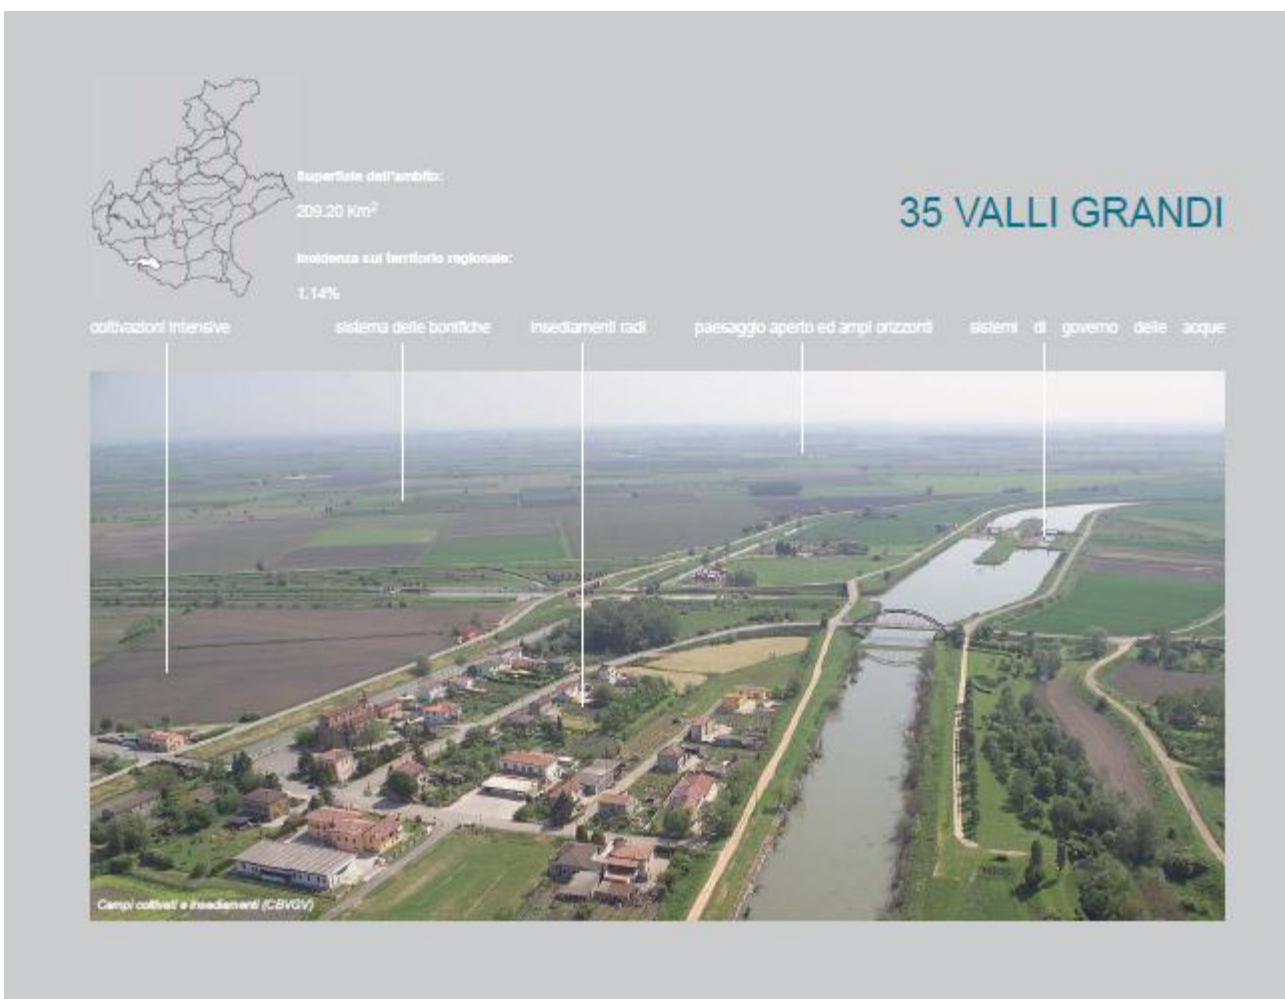 Superficie dell'ambito:
209.20 Km²
35 VALLI GRANDI
Incidenza sul territorio regionale:
1.14%
coltivazioni intensive sistema delle bonifiche insediamenti radi paesaggio aperto ed ampi orizzonti sistemi di governo delle acque
Campi coltivati e insediamenti (CBVGV)